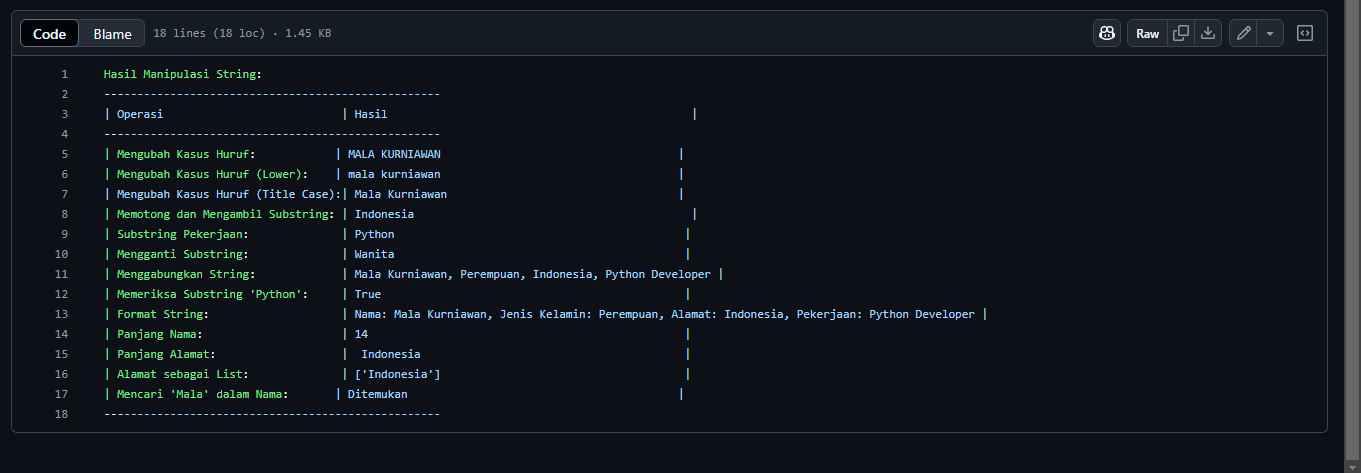 Code Blame 18 lines (18 loc) · 1.45 KB Raw
1 Hasil Manipulasi String:
2 ---------------------------------------------------
3 | Operasi | Hasil |
4 ---------------------------------------------------
5 | Mengubah Kasus Huruf: | MALA KURNIAWAN |
6 | Mengubah Kasus Huruf (Lower): | mala kurniawan |
7 | Mengubah Kasus Huruf (Title Case):| Mala Kurniawan |
8 | Memotong dan Mengambil Substring: | Indonesia |
9 | Substring Pekerjaan: | Python |
10 | Mengganti Substring: | Wanita |
11 | Menggabungkan String: | Mala Kurniawan, Perempuan, Indonesia, Python Developer |
12 | Memeriksa Substring 'Python': | True |
13 | Format String: | Nama: Mala Kurniawan, Jenis Kelamin: Perempuan, Alamat: Indonesia, Pekerjaan: Python Developer |
14 | Panjang Nama: | 14 |
15 | Panjang Alamat: | Indonesia |
16 | Alamat sebagai List: | ['Indonesia'] |
17 | Mencari 'Mala' dalam Nama: | Ditemukan |
18 ---------------------------------------------------